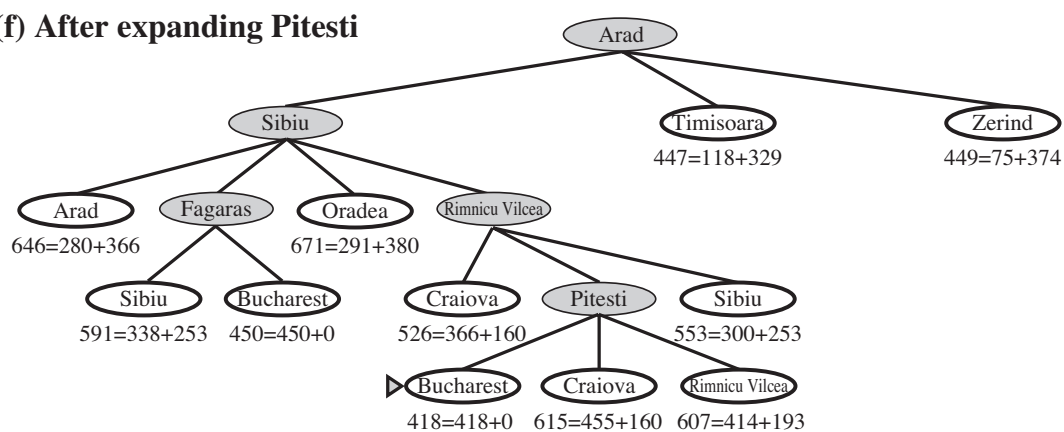 (f) After expanding Pitesti
Arad
Sibiu
Timisoara
Zerind
447=118+329
449=75+374
Arad
Fagaras
Oradea
Rimnicu Vilcea
646=280+366
671=291+380
Sibiu
Bucharest
Craiova
Pitesti
Sibiu
591=338+253
450=450+0
526=366+160
553=300+253
Bucharest
Craiova
Rimnicu Vilcea
418=418+0
615=455+160
607=414+193